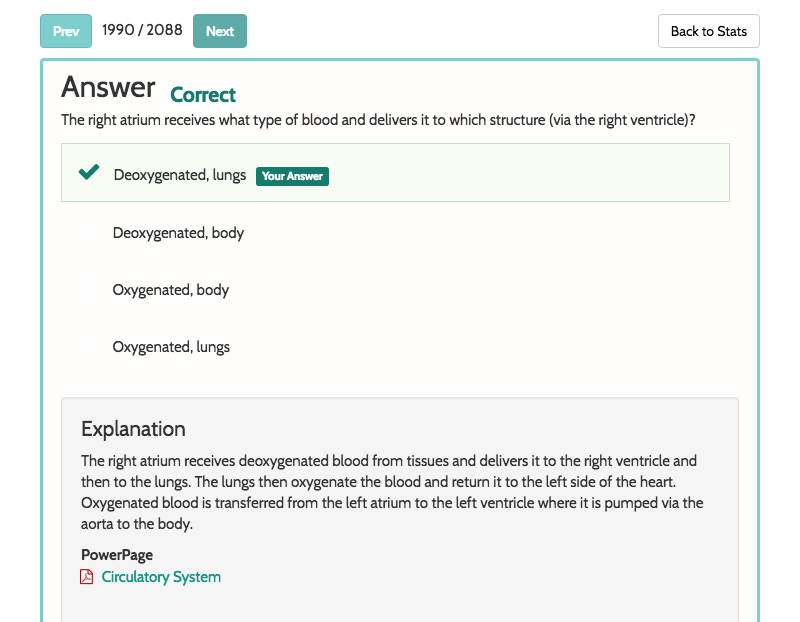 Prev 1990 / 2088 Next Back to Stats
Answer Correct
The right atrium receives what type of blood and delivers it to which structure (via the right ventricle)?
Deoxygenated, lungs Your Answer
Deoxygenated, body
Oxygenated, body
Oxygenated, lungs
Explanation
The right atrium receives deoxygenated blood from tissues and delivers it to the right ventricle and
then to the lungs. The lungs then oxygenate the blood and return it to the left side of the heart.
Oxygenated blood is transferred from the left atrium to the left ventricle where it is pumped via the
aorta to the body.
PowerPage
Circulatory System